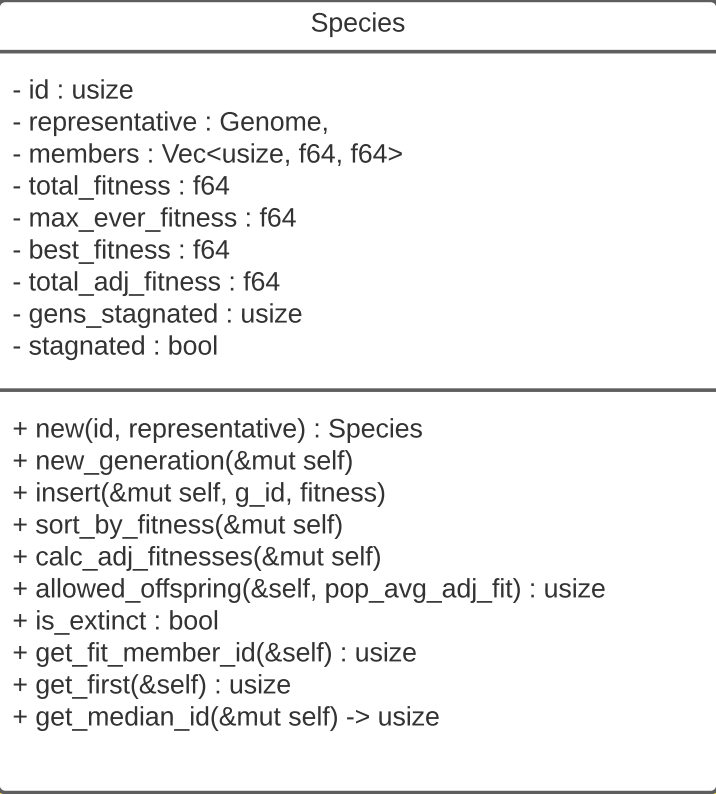 Species
- id : usize
- representative : Genome,
- members : Vec<usize, f64, f64>
- total_fitness : f64
- max_ever_fitness : f64
- best_fitness : f64
- total_adj_fitness : f64
- gens_stagnated : usize
- stagnated : bool
+ new(id, representative) : Species
+ new_generation(&mut self)
+ insert(&mut self, g_id, fitness)
+ sort_by_fitness(&mut self)
+ calc_adj_fitnesses(&mut self)
+ allowed_offspring(&self, pop_avg_adj_fit) : usize
+ is_extinct : bool
+ get_fit_member_id(&self) : usize
+ get_first(&self) : usize
+ get_median_id(&mut self) -> usize